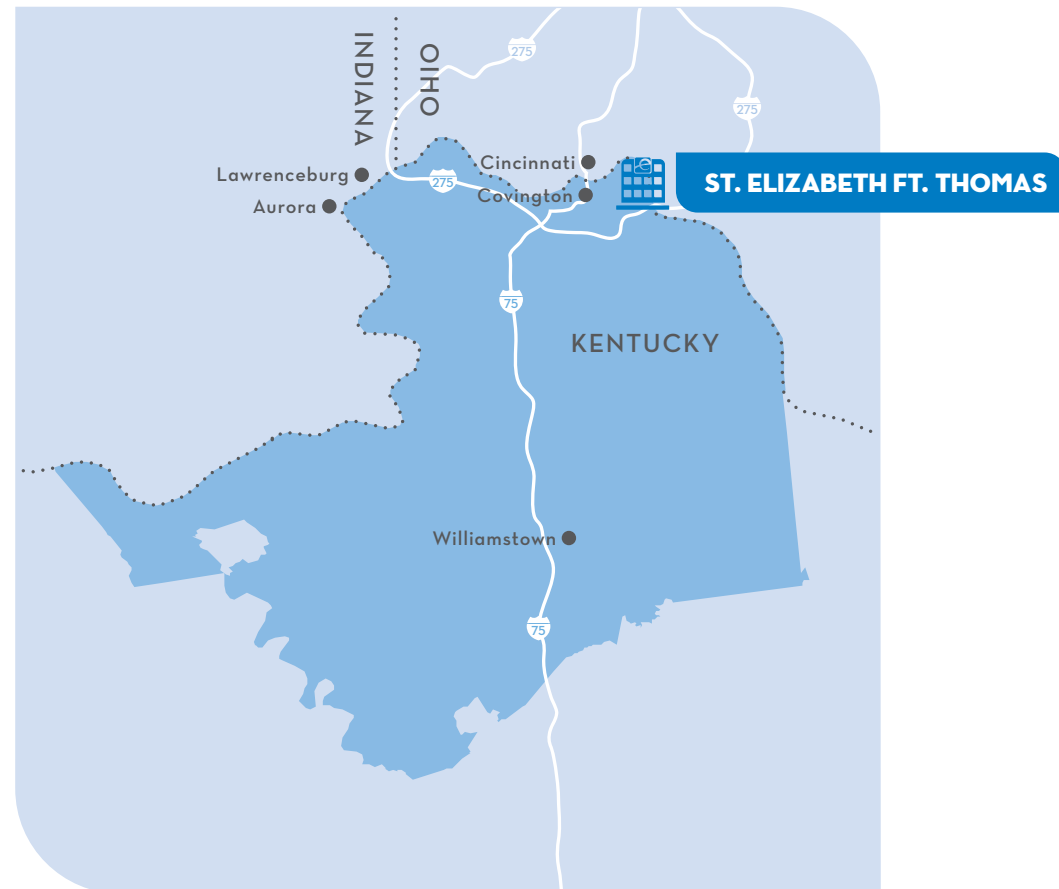 INDIANA
OIHO
275
275
Lawrenceburg
Aurora
275
Cincinnati
Covington
ST. ELIZABETH FT. THOMAS
75
KENTUCKY
Williamstown
75